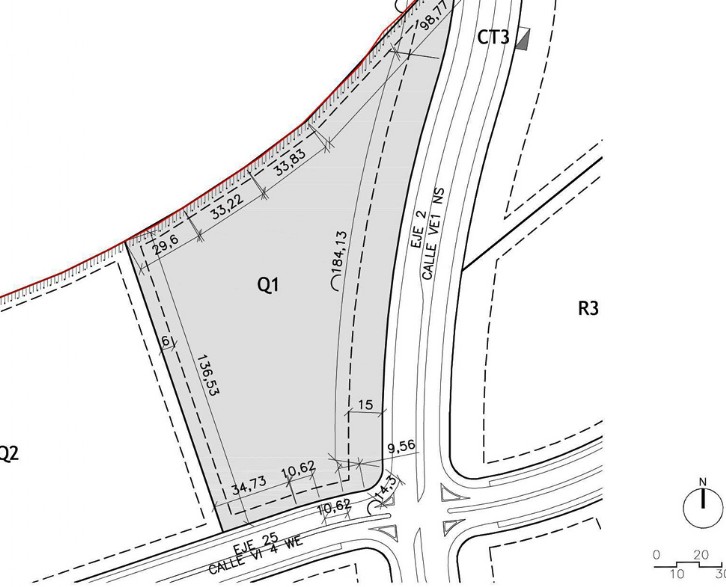 98,77
CT3
33,83
33,22
29,6
EJE 2
CALLE VE1 NS
184,13
Q1
R3
6
136,53
15
Q2
9,56
34,73
10,62
10,62
14,3
EJE 25
CALLE VI 4 WE
N
0 20
10 30